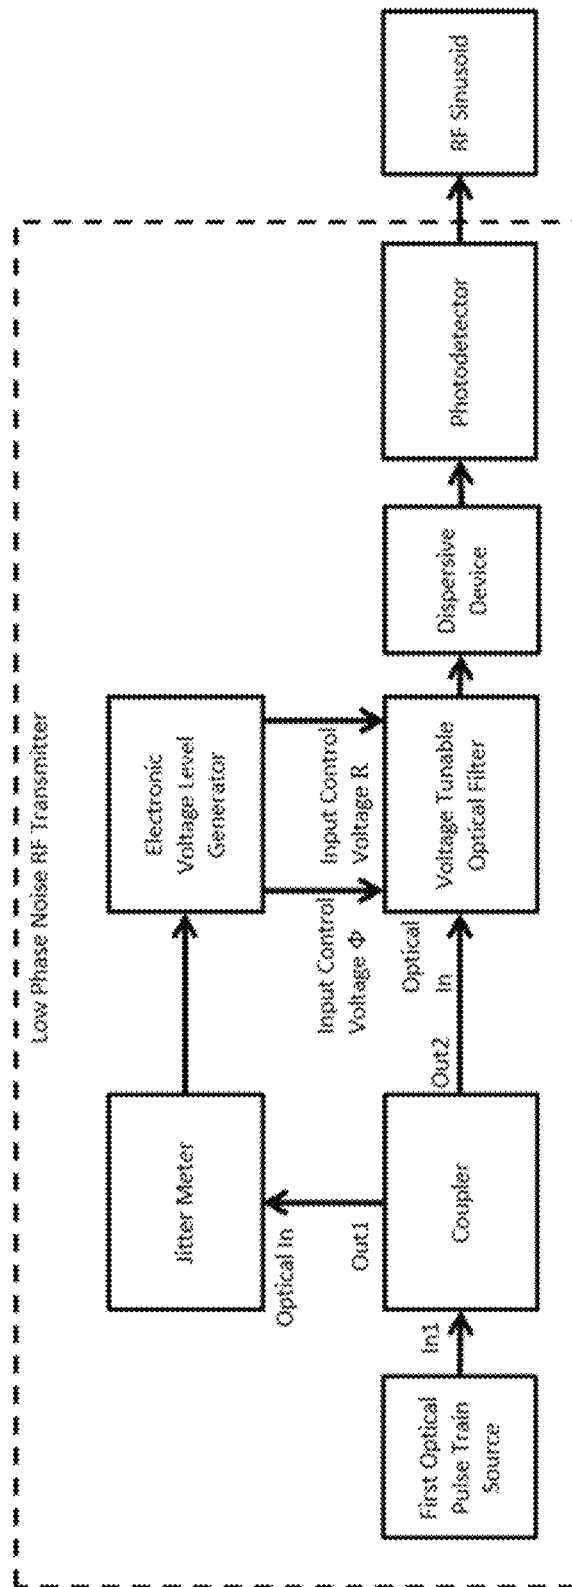 Low Phase Noise RF Transmitter
Jitter Meter
Electronic
Voltage Level
Generator
Optical In
Out1
Input Control
Voltage Φ
Input Control
Voltage R
First Optical
Pulse Train
Source
In1
Coupler
Out2
Optical
In
Voltage Tunable
Optical Filter
Dispersive
Device
Photodetector
RF Sinusoid